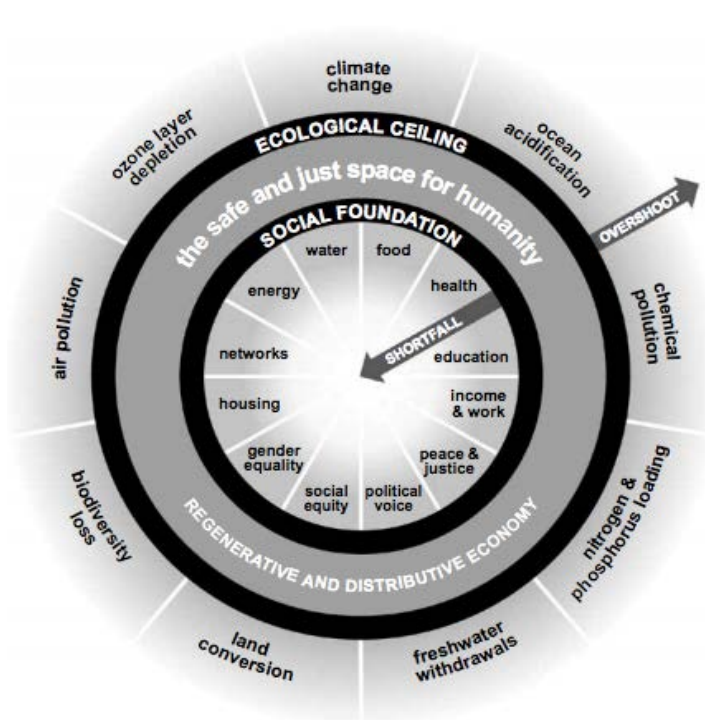 climate
change
ocean
acidification
chemical
pollution
nitrogen &
phosphorus loading
freshwater
withdrawals
land
conversion
biodiversity
loss
air pollution
ozone layer
depletion
OVERSHOOT
ECOLOGICAL CEILING
the safe and just space for humanity
SOCIAL FOUNDATION
water
food
health
SHORTFALL
education
income
& work
peace &
justice
political
voice
social
equity
gender
equality
housing
networks
energy
REGENERATIVE AND DISTRIBUTIVE ECONOMY